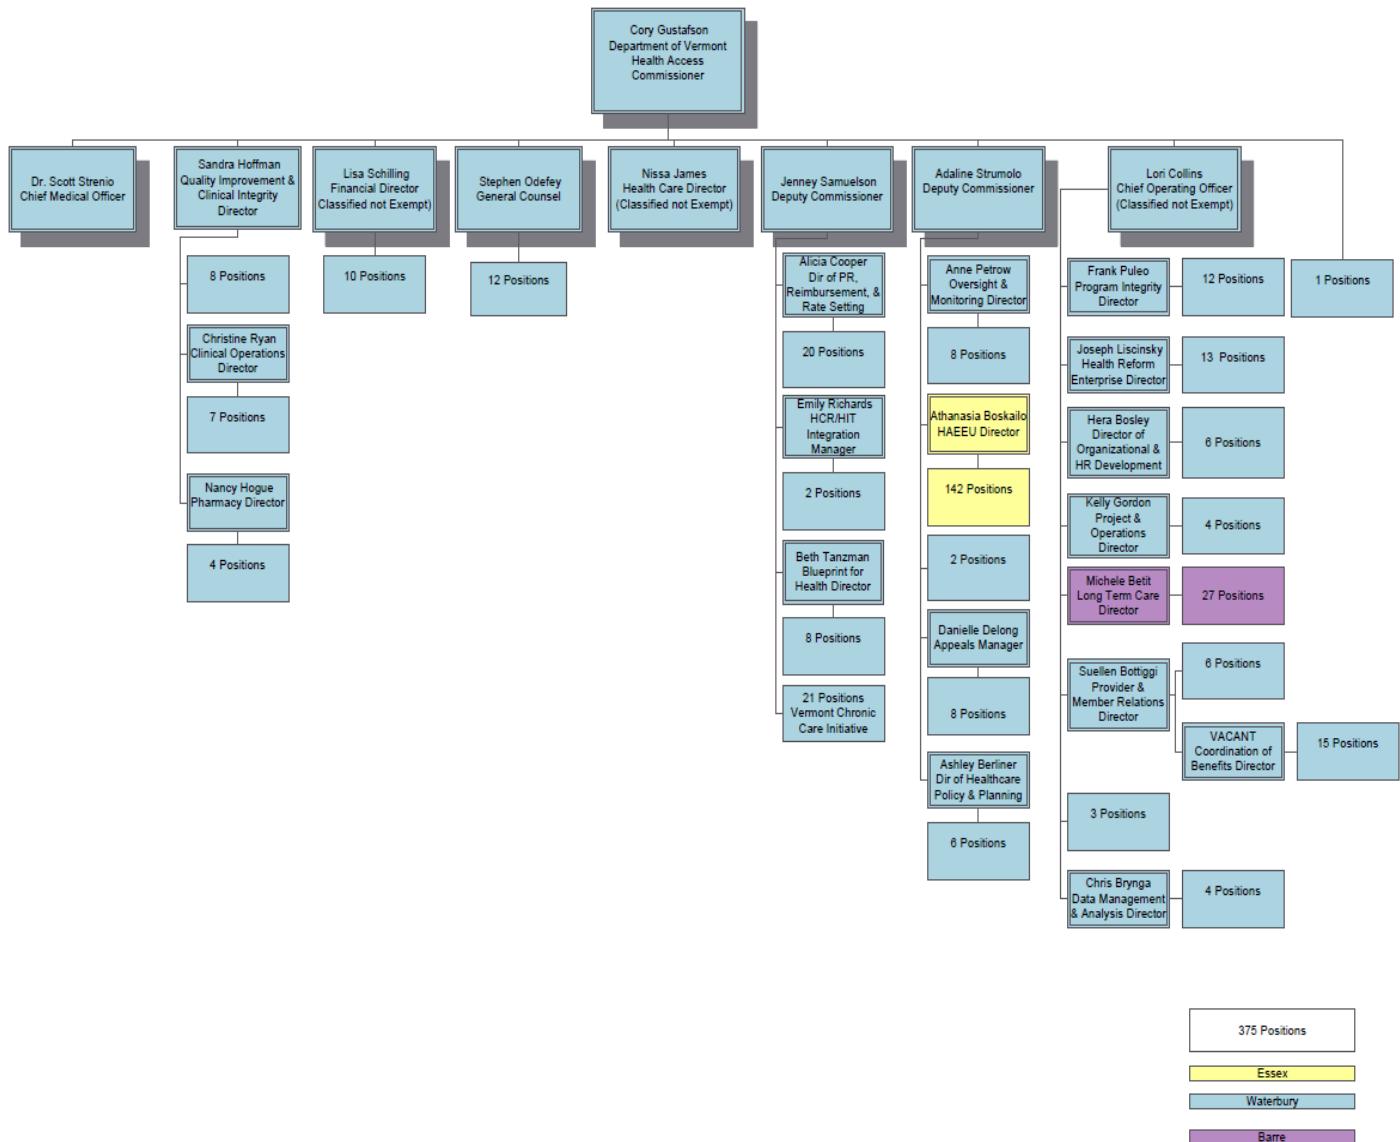 Cory Gustafson
Department of Vermont
Health Access
Commissioner
Dr. Scott Strenio
Chief Medical Officer
Sandra Hoffman
Quality Improvement &
Clinical Integrity
Director
Lisa Schilling
Financial Director
Classified not Exempt)
Stephen Odefey
General Counsel
Nissa James
Health Care Director
(Classified not Exempt)
Jenney Samuelson
Deputy Commissioner
Adaline Strumolo
Deputy Commissioner
Lori Collins
Chief Operating Officer
(Classified not Exempt)
8 Positions
Christine Ryan
Clinical Operations
Director
7 Positions
Nancy Hogue
Pharmacy Director
4 Positions
10 Positions
12 Positions
Alicia Cooper
Dir of PR,
Reimbursement, &
Rate Setting
20 Positions
Emily Richards
HCR/HIT
Integration
Manager
2 Positions
Beth Tanzman
Blueprint for
Health Director
8 Positions
21 Positions
Vermont Chronic
Care Initiative
Anne Petrow
Oversight &
Monitoring Director
8 Positions
Athanasia Boskailo
HAEEU Director
142 Positions
2 Positions
Danielle Delong
Appeals Manager
8 Positions
Ashley Berliner
Dir of Healthcare
Policy & Planning
6 Positions
Frank Puleo
Program Integrity
Director
12 Positions
Joseph Liscinsky
Health Reform
Enterprise Director
13 Positions
Hera Bosley
Director of
Organizational &
HR Development
6 Positions
Kelly Gordon
Project &
Operations
Director
4 Positions
Michele Betit
Long Term Care
Director
27 Positions
Suellen Bottiggi
Provider &
Member Relations
Director
6 Positions
VACANT
Coordination of
Benefits Director
15 Positions
3 Positions
Chris Brynga
Data Management
& Analysis Director
4 Positions
1 Positions
375 Positions
Essex
Waterbury
Barre